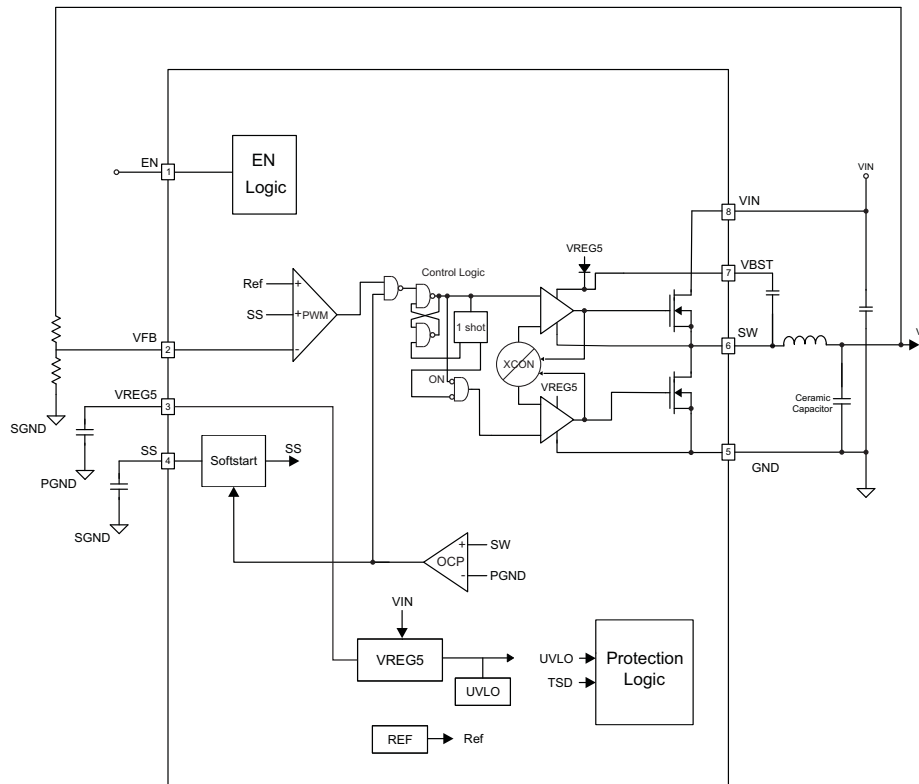 EN
1
EN
Logic
VIN
8
VIN
VREG5
7
VBST
Control Logic
Ref
+
SS
+
PWM
-
1 shot
VFB
2
XCON
SW
6
V
ON
VREG5
VREG5
3
Ceramic
Capacitor
SGND
SS
4
Softstart
SS
5
GND
PGND
SGND
+
SW
OCP
-
PGND
VIN
VREG5
UVLO
UVLO
TSD
Protection
Logic
REF
Ref